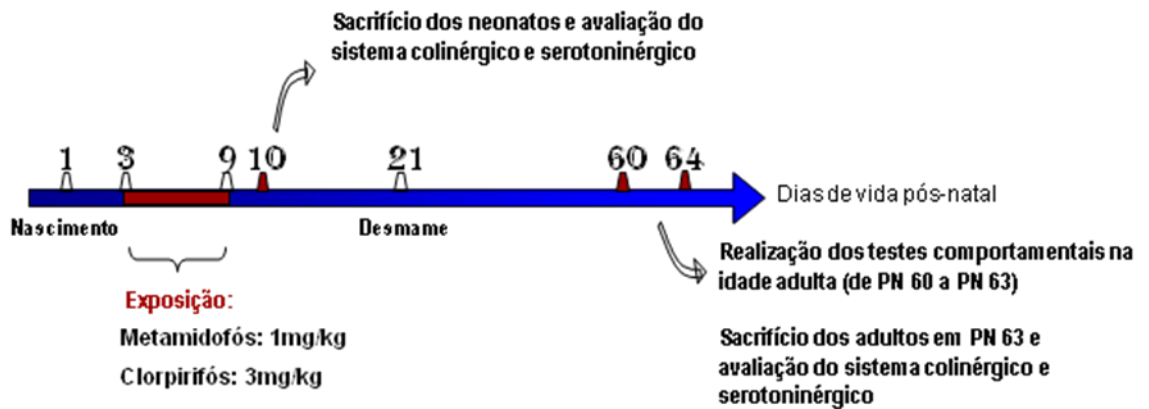 Sacrifício dos neonatos e avaliação do
sistema colinérgico e serotoninérgico
1 3 9 10 21 60 64
Dias de vida pós-natal
Nascimento
Desmame
Exposição:
Metamidofós: 1mg/kg
Clorpirifós: 3mg/kg
Realização dos testes comportamentais na
idade adulta (de PN 60 a PN 63)
Sacrifício dos adultos em PN 63 e
avaliação do sistema colinérgico e
serotoninérgico